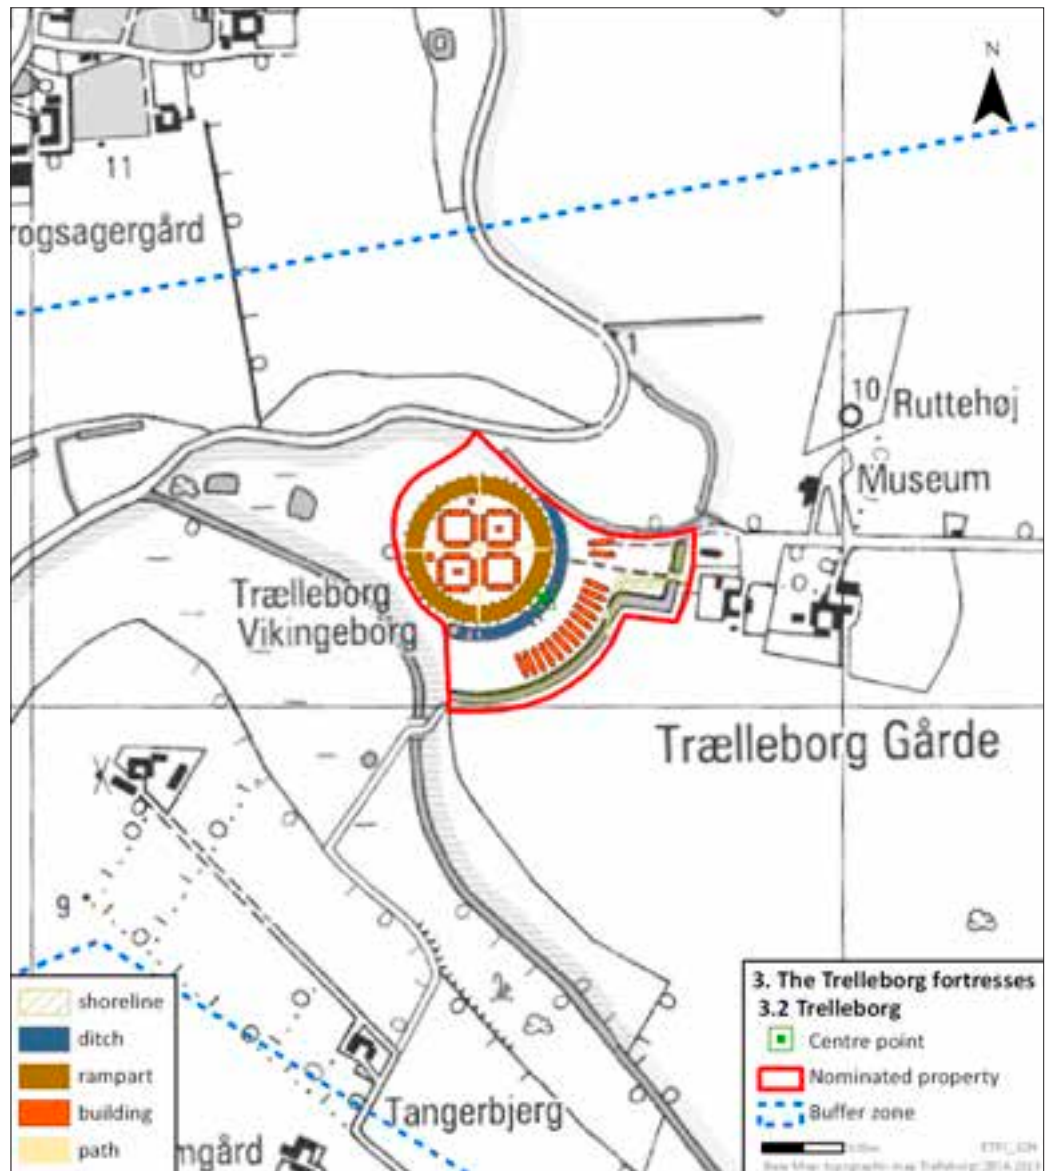 N
11
rogsagergård
1
10
Ruttehøj
Museum
Trælleborg
Vikingeborg
Trælleborg Gårde
9
Tangerbjerg
mgård
shoreline
ditch
rampart
building
path
3. The Trelleborg fortresses
3.2 Trelleborg
Centre point
Nominated property
Buffer zone